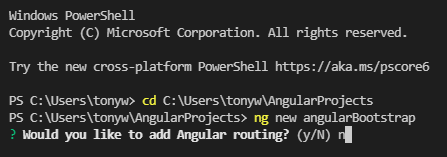 Windows PowerShell
Copyright (C) Microsoft Corporation. All rights reserved.
Try the new cross-platform PowerShell https://aka.ms/pscore6
PS C:\Users\tonyw> cd C:\Users\tonyw\AngularProjects
PS C:\Users\tonyw\AngularProjects> ng new angularBootstrap
? Would you like to add Angular routing? (y/N) n